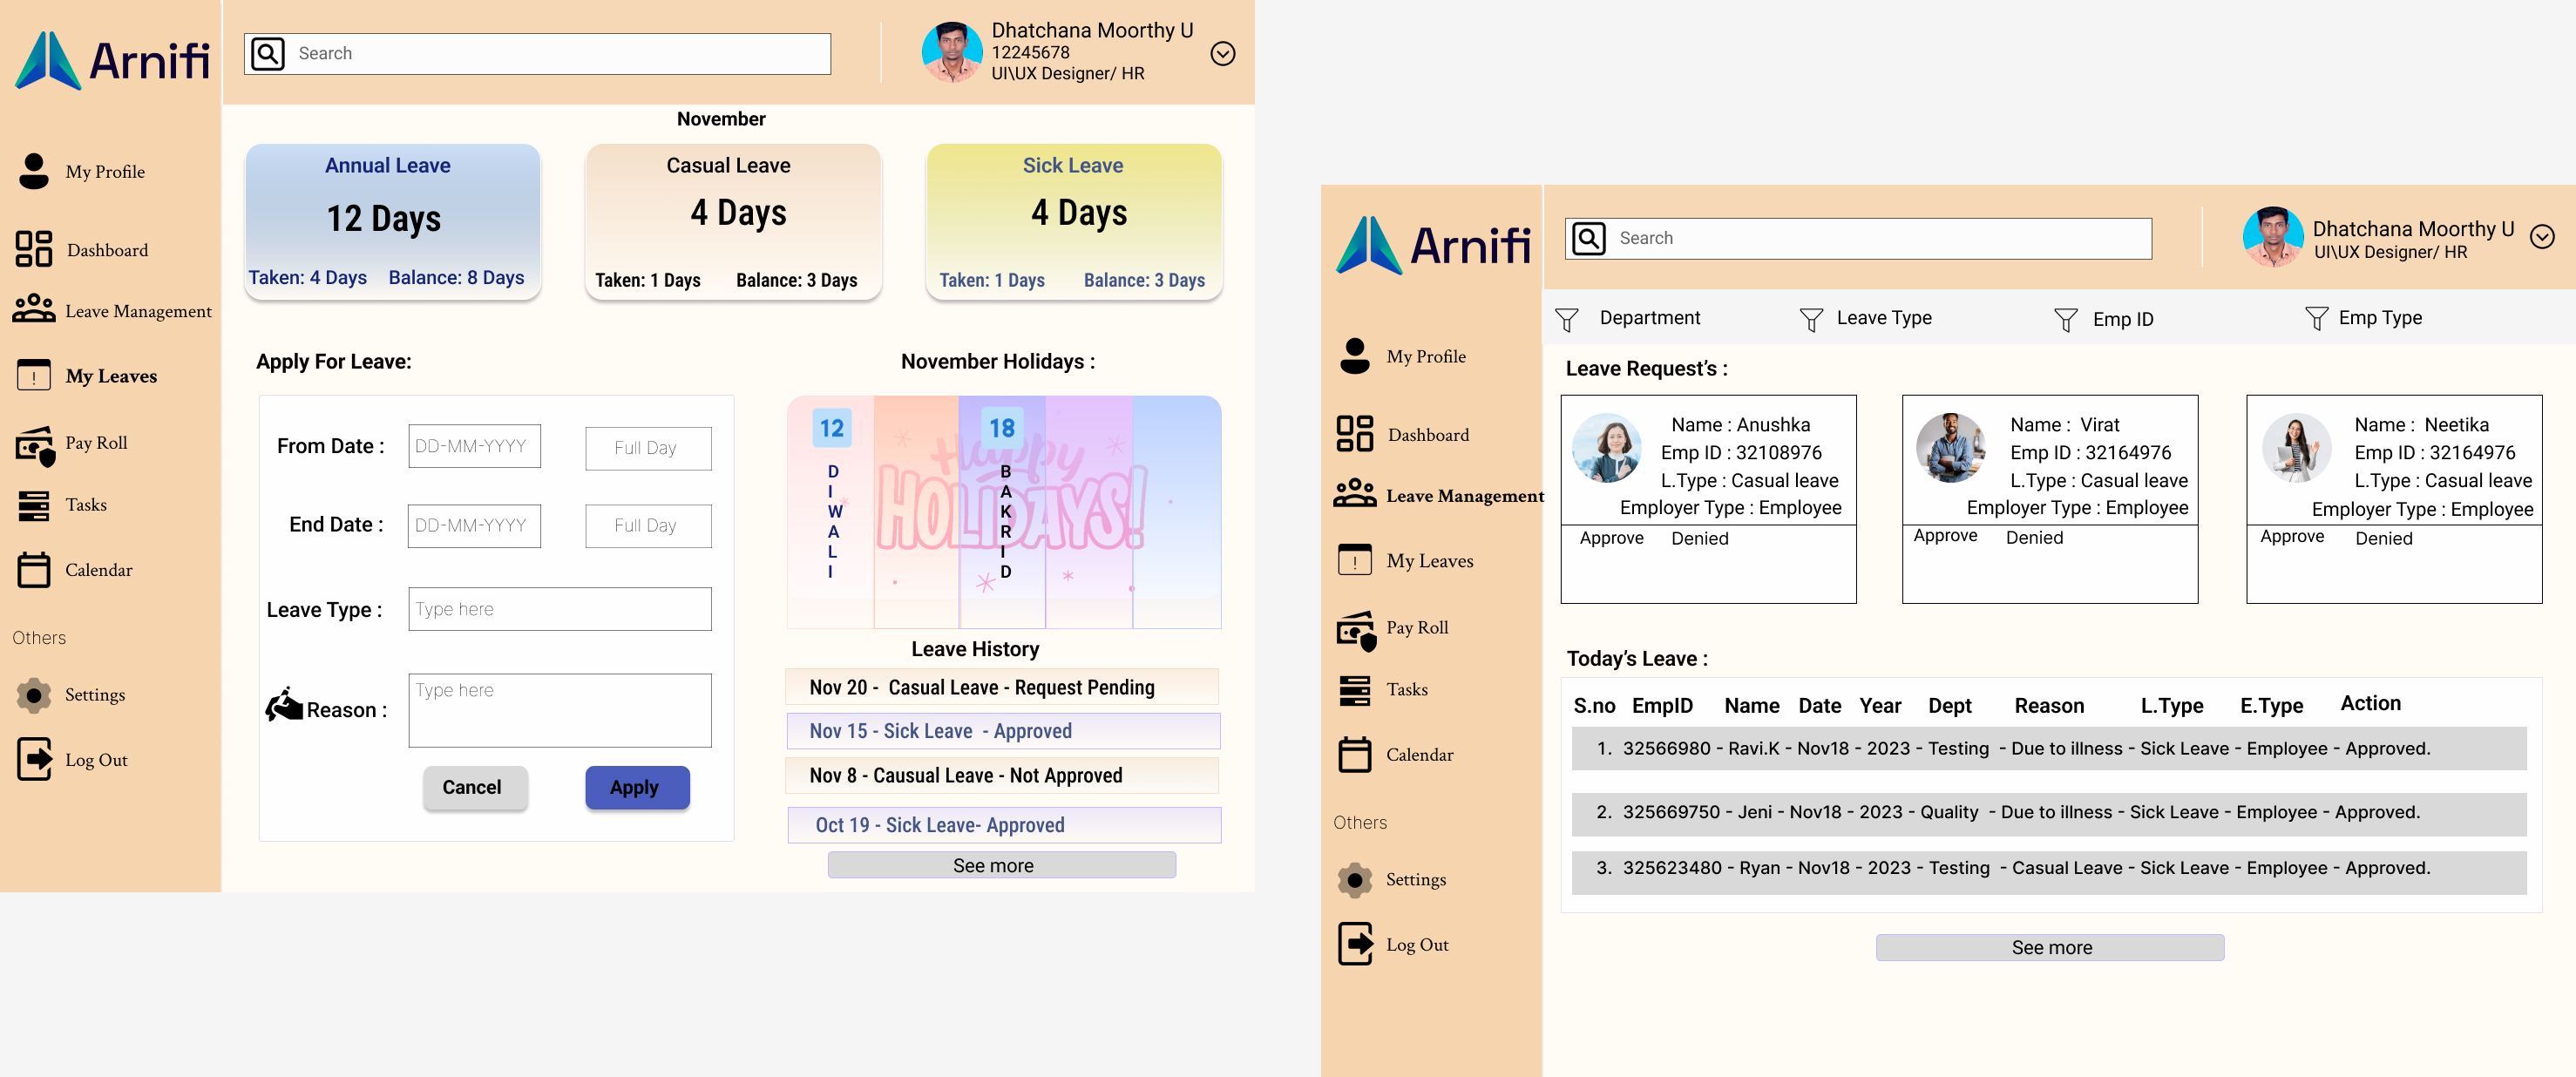 Arnifi
Search
Dhatchana Moorthy U
12245678
UI\UX Designer/ HR
My Profile
Dashboard
Leave Management
My Leaves
Pay Roll
Tasks
Calendar
Others
Settings
Log Out
November
Annual Leave
12 Days
Taken: 4 Days Balance: 8 Days
Casual Leave
4 Days
Taken: 1 Days Balance: 3 Days
Sick Leave
4 Days
Taken: 1 Days Balance: 3 Days
Apply For Leave:
From Date : DD-MM-YYYY Full Day
End Date : DD-MM-YYYY Full Day
Leave Type : Type here
Reason : Type here
Cancel Apply
November Holidays :
12
DIWALI
18
BAKRID
Happy
HOLIDAYS!
Leave History
Nov 20 - Casual Leave - Request Pending
Nov 15 - Sick Leave - Approved
Nov 8 - Causual Leave - Not Approved
Oct 19 - Sick Leave- Approved
See more
Arnifi
Search
Dhatchana Moorthy U
UI\UX Designer/ HR
My Profile
Dashboard
Leave Management
My Leaves
Pay Roll
Tasks
Calendar
Others
Settings
Log Out
Department Leave Type Emp ID Emp Type
Leave Request’s :
Name : Anushka
Emp ID : 32108976
L.Type : Casual leave
Employer Type : Employee
Approve Denied
Name : Virat
Emp ID : 32164976
L.Type : Casual leave
Employer Type : Employee
Approve Denied
Name : Neetika
Emp ID : 32164976
L.Type : Casual leave
Employer Type : Employee
Approve Denied
Today’s Leave :
S.no EmpID Name Date Year Dept Reason L.Type E.Type Action
1. 32566980 - Ravi.K - Nov18 - 2023 - Testing - Due to illness - Sick Leave - Employee - Approved.
2. 325669750 - Jeni - Nov18 - 2023 - Quality - Due to illness - Sick Leave - Employee - Approved.
3. 325623480 - Ryan - Nov18 - 2023 - Testing - Casual Leave - Sick Leave - Employee - Approved.
See more